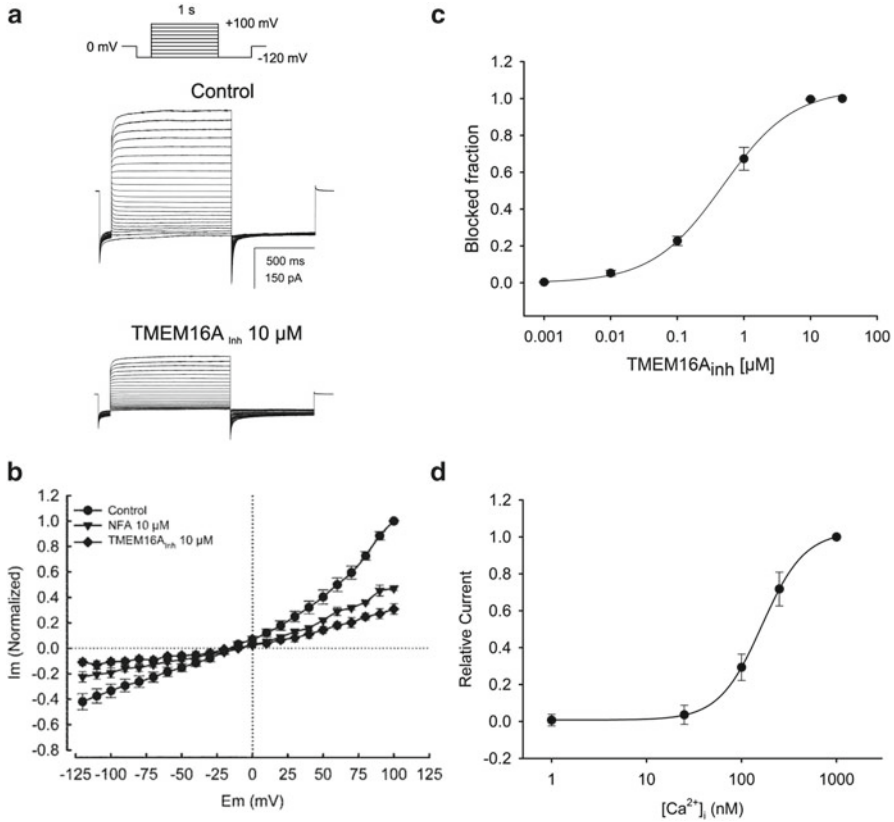 a
1 s
+100 mV
0 mV
-120 mV
Control
500 ms
150 pA
TMEM16A Inh 10 µM
b
Im (Normalized)
1.2
1.0
0.8
0.6
0.4
0.2
0.0
-0.2
-0.4
-0.6
-0.8
Control
NFA 10 µM
TMEM16AInh 10 µM
-125 -100 -75 -50 -25 0 25 50 75 100 125
Em (mV)
c
Blocked fraction
1.2
1.0
0.8
0.6
0.4
0.2
0.0
0.001 0.01 0.1 1 10 100
TMEM16Ainh [µM]
d
Relative Current
1.2
1.0
0.8
0.6
0.4
0.2
0.0
-0.2
1 10 100 1000
[Ca2+]i (nM)